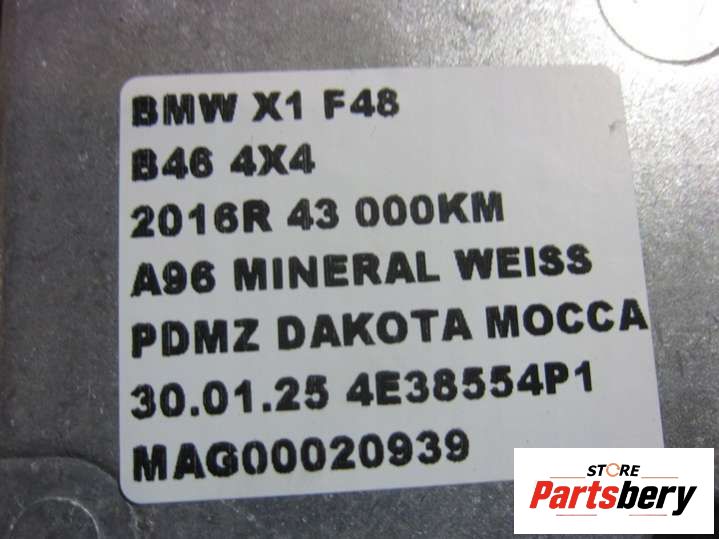 BMW X1 F48
B46 4X4
2016R 43 000KM
A96 MINERAL WEISS
PDMZ DAKOTA MOCCA
30.01.25 4E38554P1
MAG00020939
STORE
Partsbery